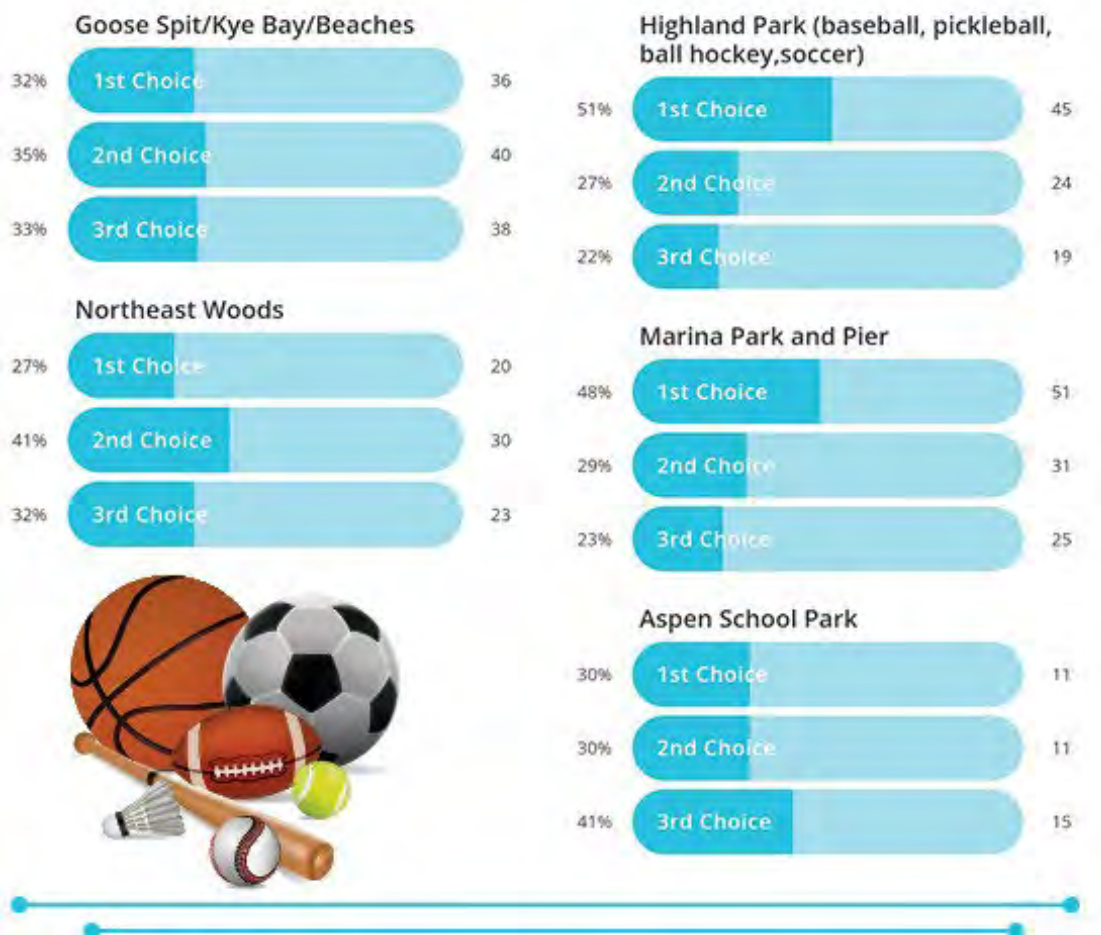 Goose Spit/Kye Bay/Beaches
32% 1st Choice 36
35% 2nd Choice 40
33% 3rd Choice 38
Northeast Woods
27% 1st Choice 20
41% 2nd Choice 30
32% 3rd Choice 23
Highland Park (baseball, pickleball,
ball hockey,soccer)
51% 1st Choice 45
27% 2nd Choice 24
22% 3rd Choice 19
Marina Park and Pier
48% 1st Choice 51
29% 2nd Choice 31
23% 3rd Choice 25
Aspen School Park
30% 1st Choice 11
30% 2nd Choice 11
41% 3rd Choice 15